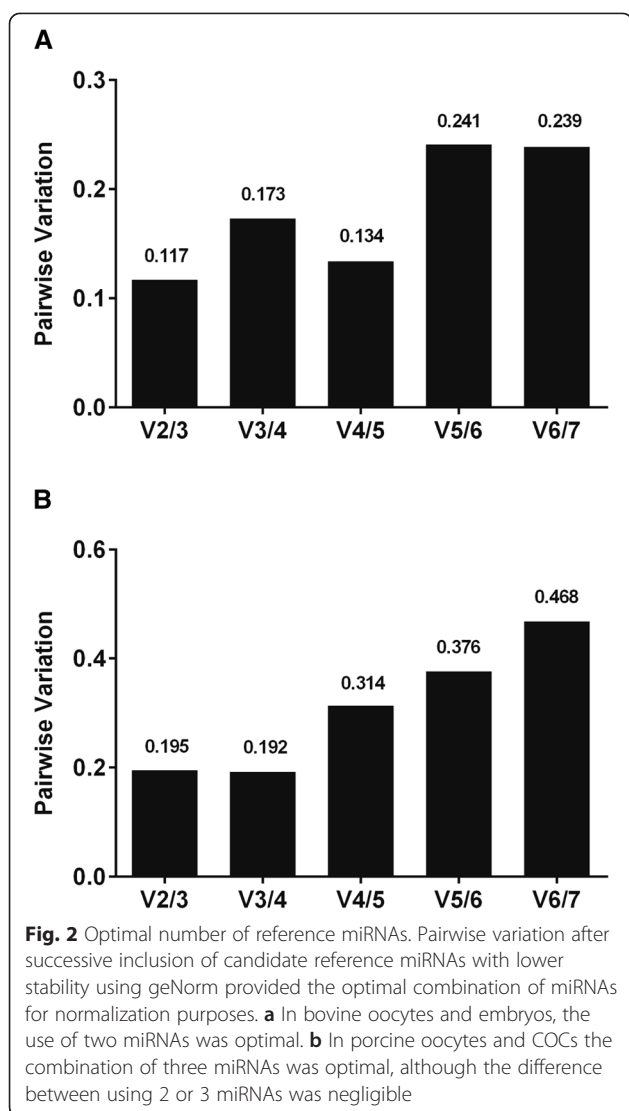 A
Pairwise Variation
0.3
0.2
0.1
0.0
0.117
0.173
0.134
0.241
0.239
V2/3 V3/4 V4/5 V5/6 V6/7
B
Pairwise Variation
0.6
0.4
0.2
0.0
0.195
0.192
0.314
0.376
0.468
V2/3 V3/4 V4/5 V5/6 V6/7
Fig. 2 Optimal number of reference miRNAs. Pairwise variation after
successive inclusion of candidate reference miRNAs with lower
stability using geNorm provided the optimal combination of miRNAs
for normalization purposes. a In bovine oocytes and embryos, the
use of two miRNAs was optimal. b In porcine oocytes and COCs the
combination of three miRNAs was optimal, although the difference
between using 2 or 3 miRNAs was negligible